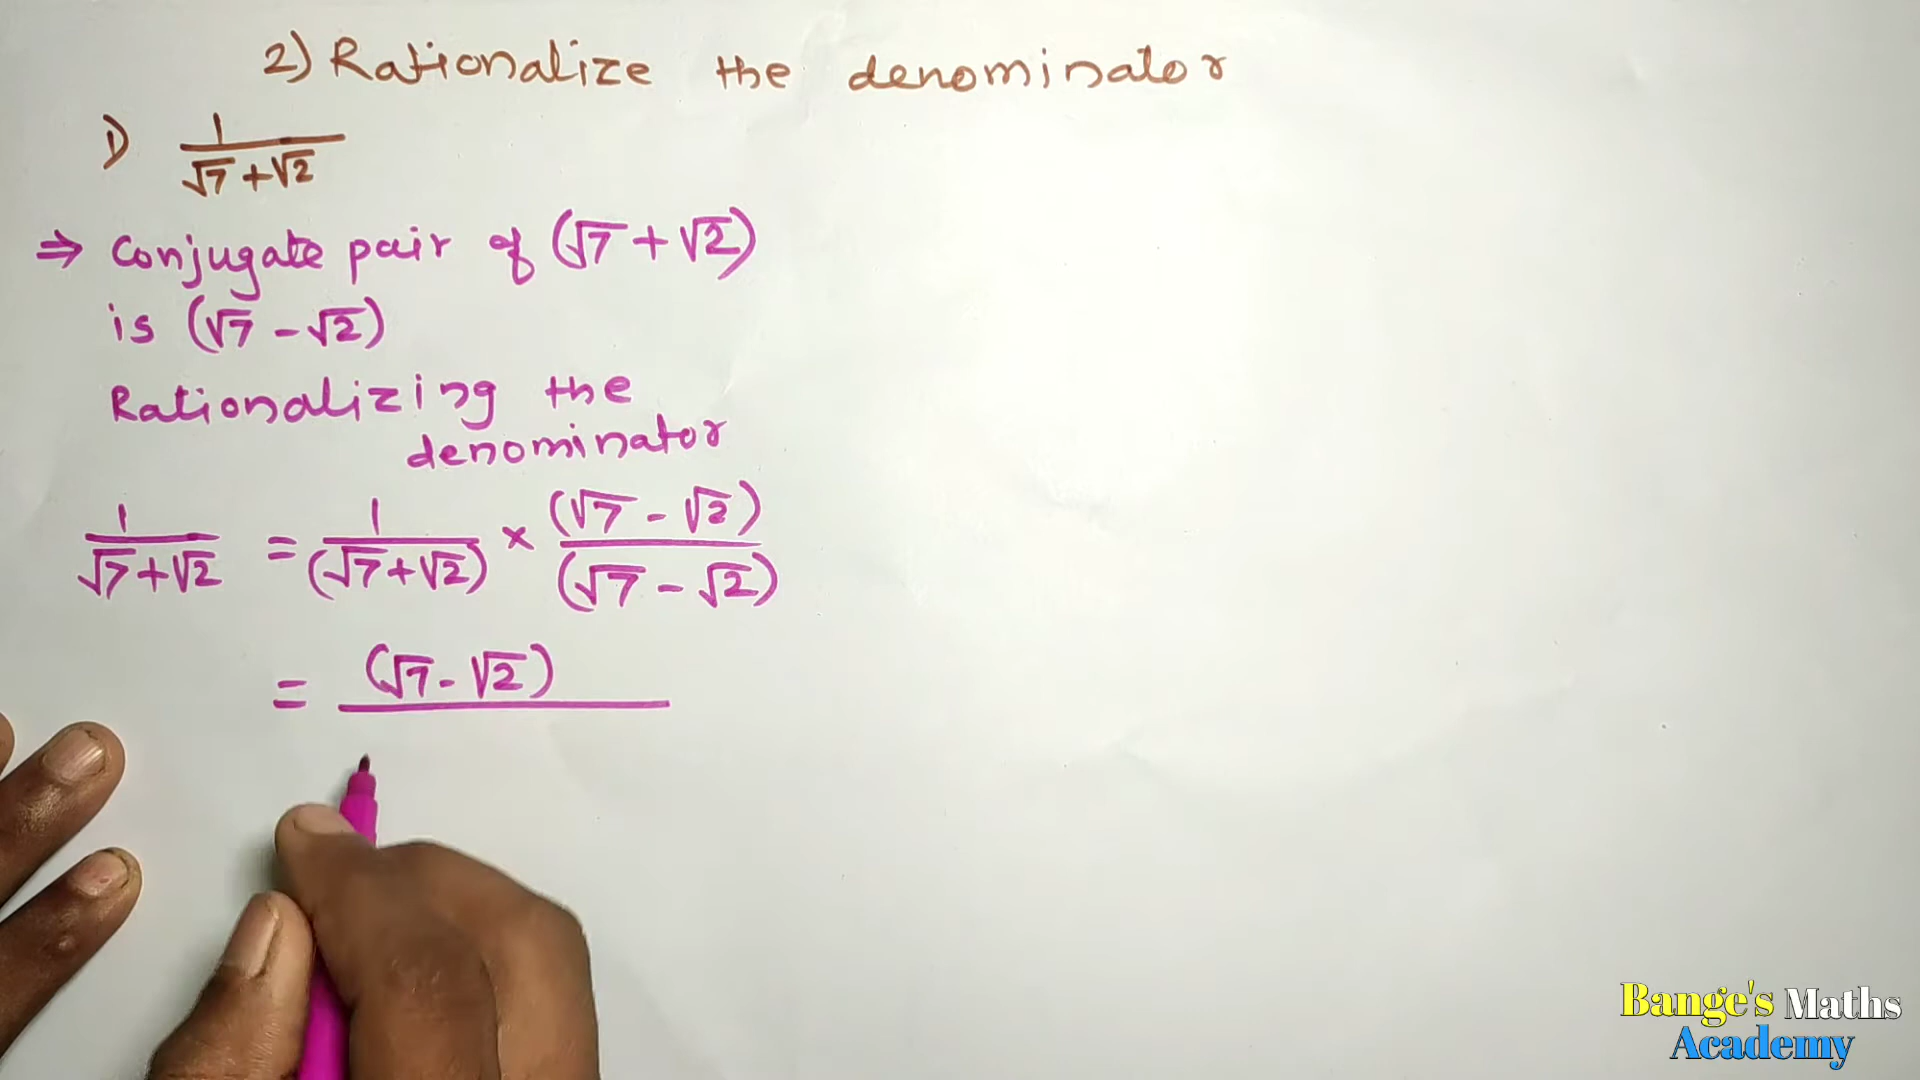 2) Rationalize the denominator
1) 1/(√7+√2)
⇒ Conjugate pair of (√7+√2)
is (√7-√2)
Rationalizing the
denominator
1/(√7+√2) = 1/(√7+√2) × (√7-√2)/(√7-√2)
= (√7-√2)
Bange's Maths
Academy